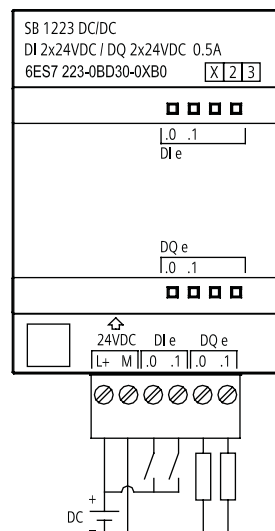 SB 1223 DC/DC
DI 2x24VDC / DQ 2x24VDC 0.5A
6ES7 223-0BD30-0XB0 X 2 3
.0 .1
DI e
DQ e
.0 .1
24VDC DI e DQ e
L+ M .0 .1 .0 .1
+
DC
–